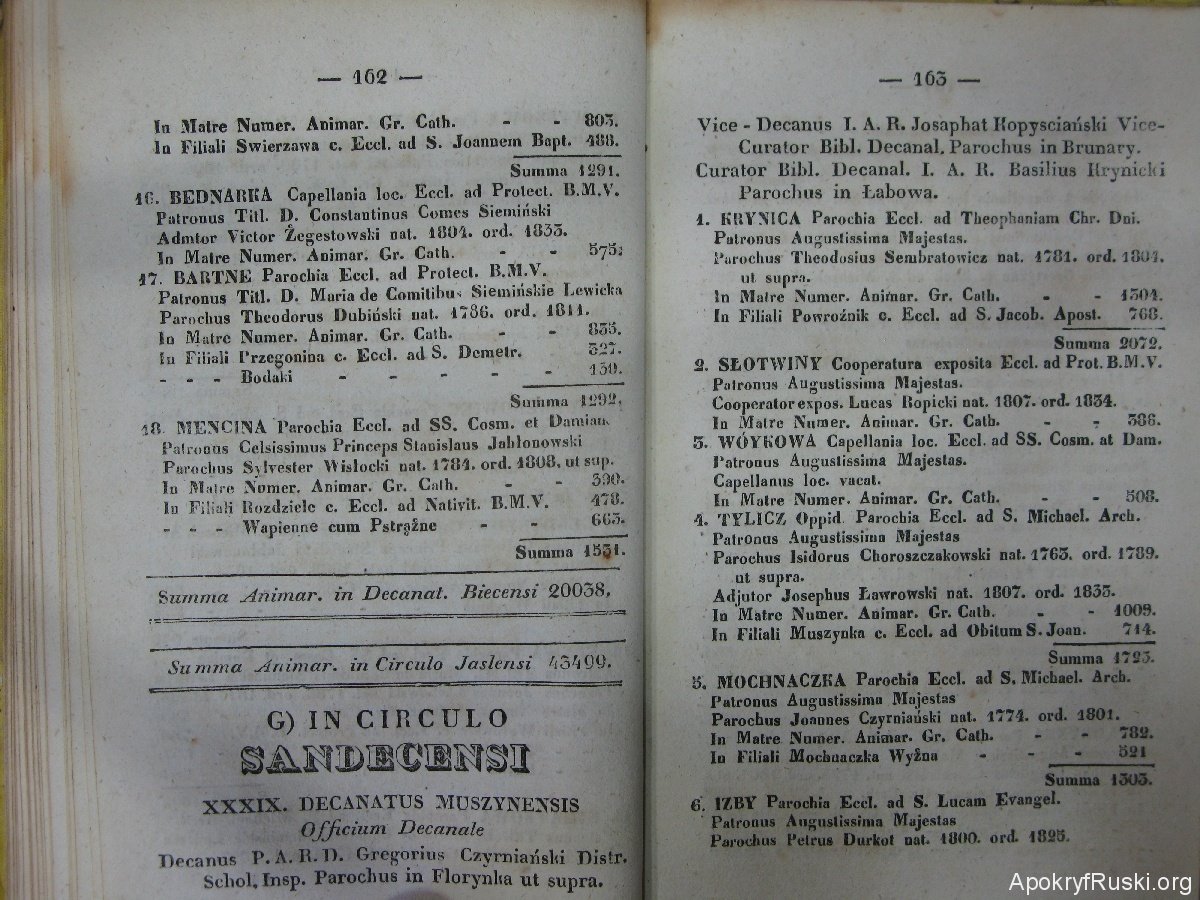 — 162 —
In Matre Numer. Animar. Gr. Cath. - - 803.
In Filiali Swierzawa c. Eccl. ad S. Joannem Bapt. 488.
Summa 1291.
16. BEDNARKA Capellania loc. Eccl. ad Protect. B.M.V.
Patronus Titl. D. Constantinus Comes Siemiński
Admtor Victor Żegestowski nat. 1804. ord. 1833.
In Matre Numer. Animar. Gr. Cath. - - 575.
17. BARTNE Parochia Eccl. ad Protect. B.M.V.
Patronus Titl. D. Maria de Comitibus Siemińskie Lewicka
Parochus Theodorus Dubiński nat. 1786. ord. 1811.
In Matre Numer. Animar. Gr. Cath. - - 835.
In Filiali Przegonina c. Eccl. ad S. Demetr. 327.
- - - Bodaki - - - - - 130.
Summa 1292.
18. MENCINA Parochia Eccl. ad SS. Cosm. et Damian.
Patronus Celsissimus Princeps Stanislaus Jabłonowski
Parochus Sylvester Wisłocki nat. 1784. ord. 1808. ut sup.
In Matre Numer. Animar. Gr. Cath. - - 390.
In Filiali Rozdziele c. Eccl. ad Nativit. B.M.V. 478.
- - - Wapienne cum Pstrążne - - 663.
Summa 1531.
Summa Animar. in Decanat. Biecensi 20038.
Summa Animar. in Circulo Jaslensi 43499.
G) IN CIRCULO
SANDECENSI
XXXIX. DECANATUS MUSZYNENSIS
Officium Decanale
Decanus P. A. R. D. Gregorius Czyrniański Distr.
Schol. Insp. Parochus in Florynka ut supra.
— 163 —
Vice - Decanus I. A. R. Josaphat Kopysciański Vice-
Curator Bibl. Decanal. Parochus in Brunary.
Curator Bibl. Decanal. I. A. R. Basilius Krynicki
Parochus in Łabowa.
1. KRYNICA Parochia Eccl. ad Theophaniam Chr. Dni.
Patronus Augustissima Majestas.
Parochus Theodosius Sembratowicz nat. 1781. ord. 1804.
ut supra.
In Matre Numer. Animar. Gr. Cath. - - 1304.
In Filiali Powroźnik c. Eccl. ad S. Jacob. Apost. 768.
Summa 2072.
2. SŁOTWINY Cooperatura exposita Eccl. ad Prot. B.M.V.
Patronus Augustissima Majestas.
Cooperator expos. Lucas Ropicki nat. 1807. ord. 1834.
In Matre Numer. Animar. Gr. Cath. - - 386.
3. WÓYKOWA Capellania loc. Eccl. ad SS. Cosm. at Dam.
Patronus Augustissima Majestas.
Capellanus loc. vacat.
In Matre Numer. Animar. Gr. Cath. - - 508.
4. TYLICZ Oppid. Parochia Eccl. ad S. Michael. Arch.
Patronus Augustissima Majestas
Parochus Isidorus Choroszczakowski nat. 1763. ord. 1789.
ut supra.
Adjutor Josephus Ławrowski nat. 1807. ord. 1833.
In Matre Numer. Animar. Gr. Cath. - - 1009.
In Filiali Muszynka c. Eccl. ad Obitum S. Joan. 714.
Summa 1723.
5. MOCHNACZKA Parochia Eccl. ad S. Michael. Arch.
Patronus Augustissima Majestas
Parochus Joannes Czyrniański nat. 1774. ord. 1801.
In Matre Numer. Animar. Gr. Cath. - - 782.
In Filiali Mochnaczka Wyżna - - - 521
Summa 1303.
6. IZBY Parochia Eccl. ad S. Lucam Evangel.
Patronus Augustissima Majestas
Parochus Petrus Durkot nat. 1800. ord. 1825.
ApokryfRuski.org